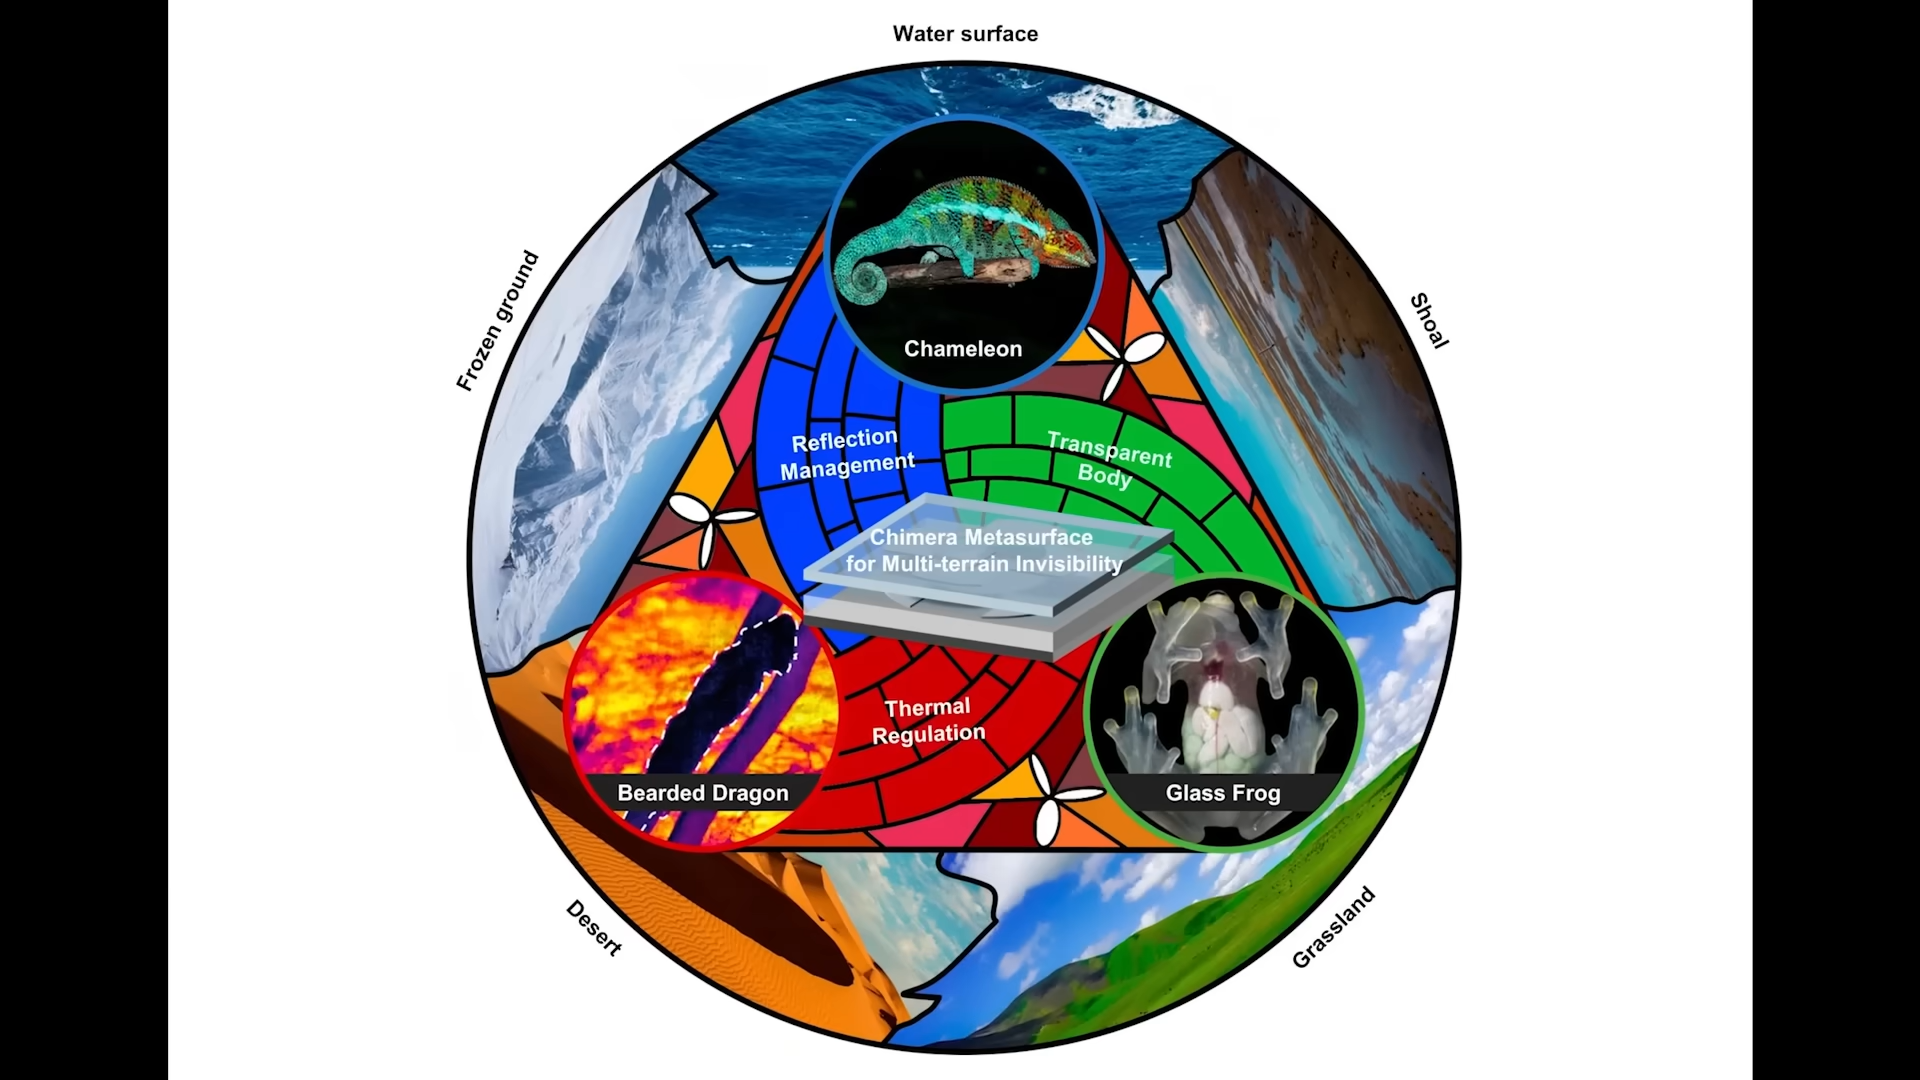 Water surface
Frozen ground
Shoal
Chameleon
Reflection
Management
Transparent
Body
Chimera Metasurface
for Multi-terrain Invisibility
Thermal
Regulation
Bearded Dragon
Glass Frog
Desert
Grassland